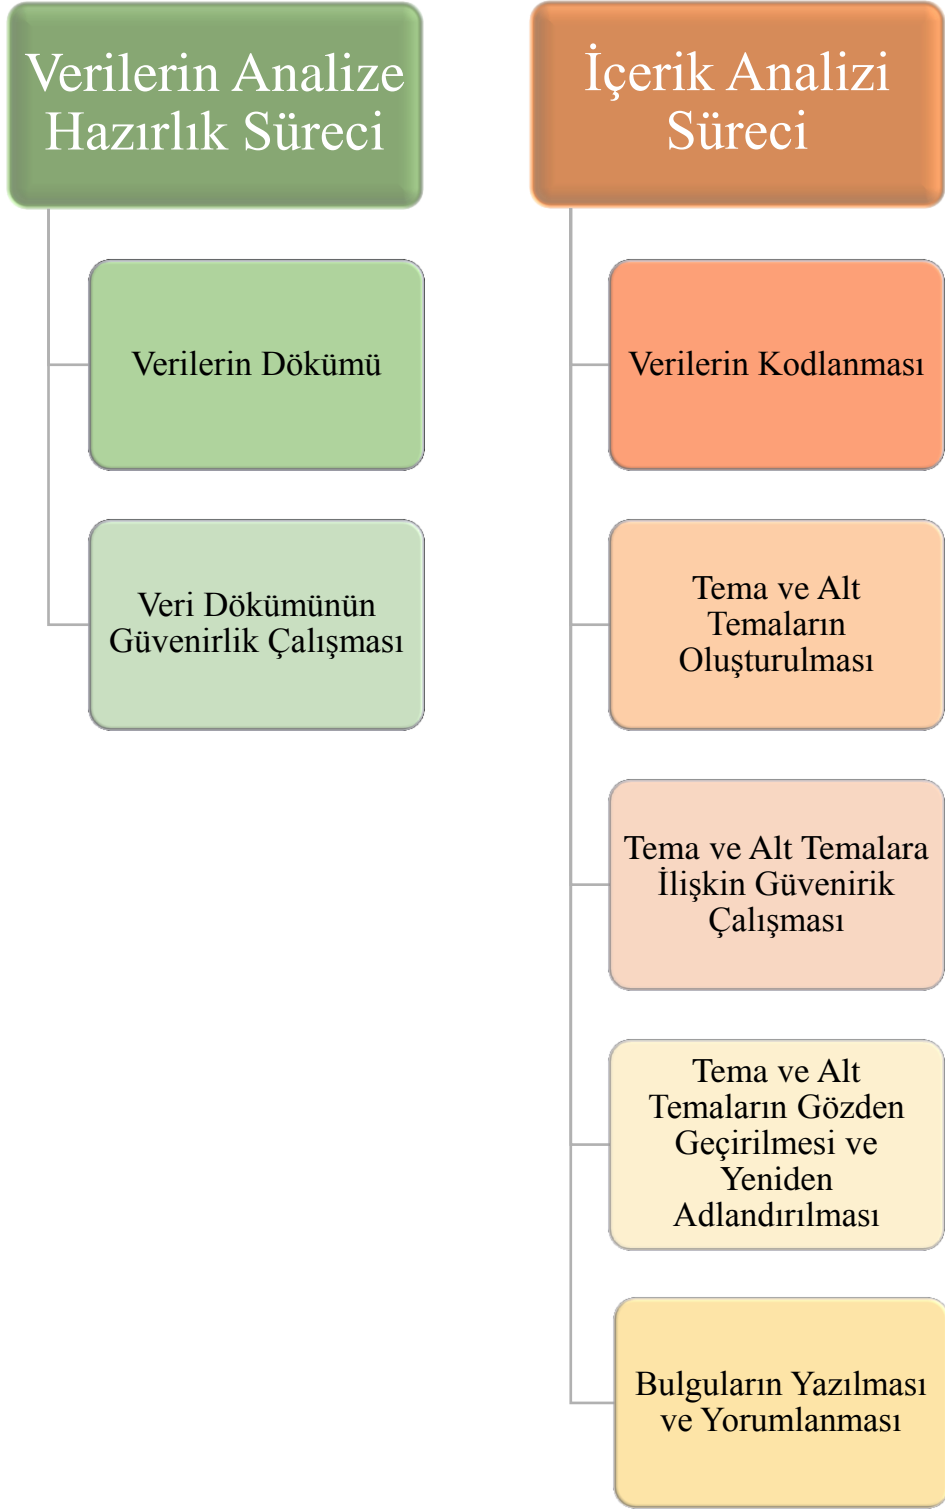 Verilerin Analize
Hazırlık Süreci
Verilerin Dökümü
Veri Dökümünün
Güvenirlik Çalışması
İçerik Analizi
Süreci
Verilerin Kodlanması
Tema ve Alt
Temaların
Oluşturulması
Tema ve Alt Temalara
İlişkin Güvenirik
Çalışması
Tema ve Alt
Temaların Gözden
Geçirilmesi ve
Yeniden
Adlandırılması
Bulguların Yazılması
ve Yorumlanması